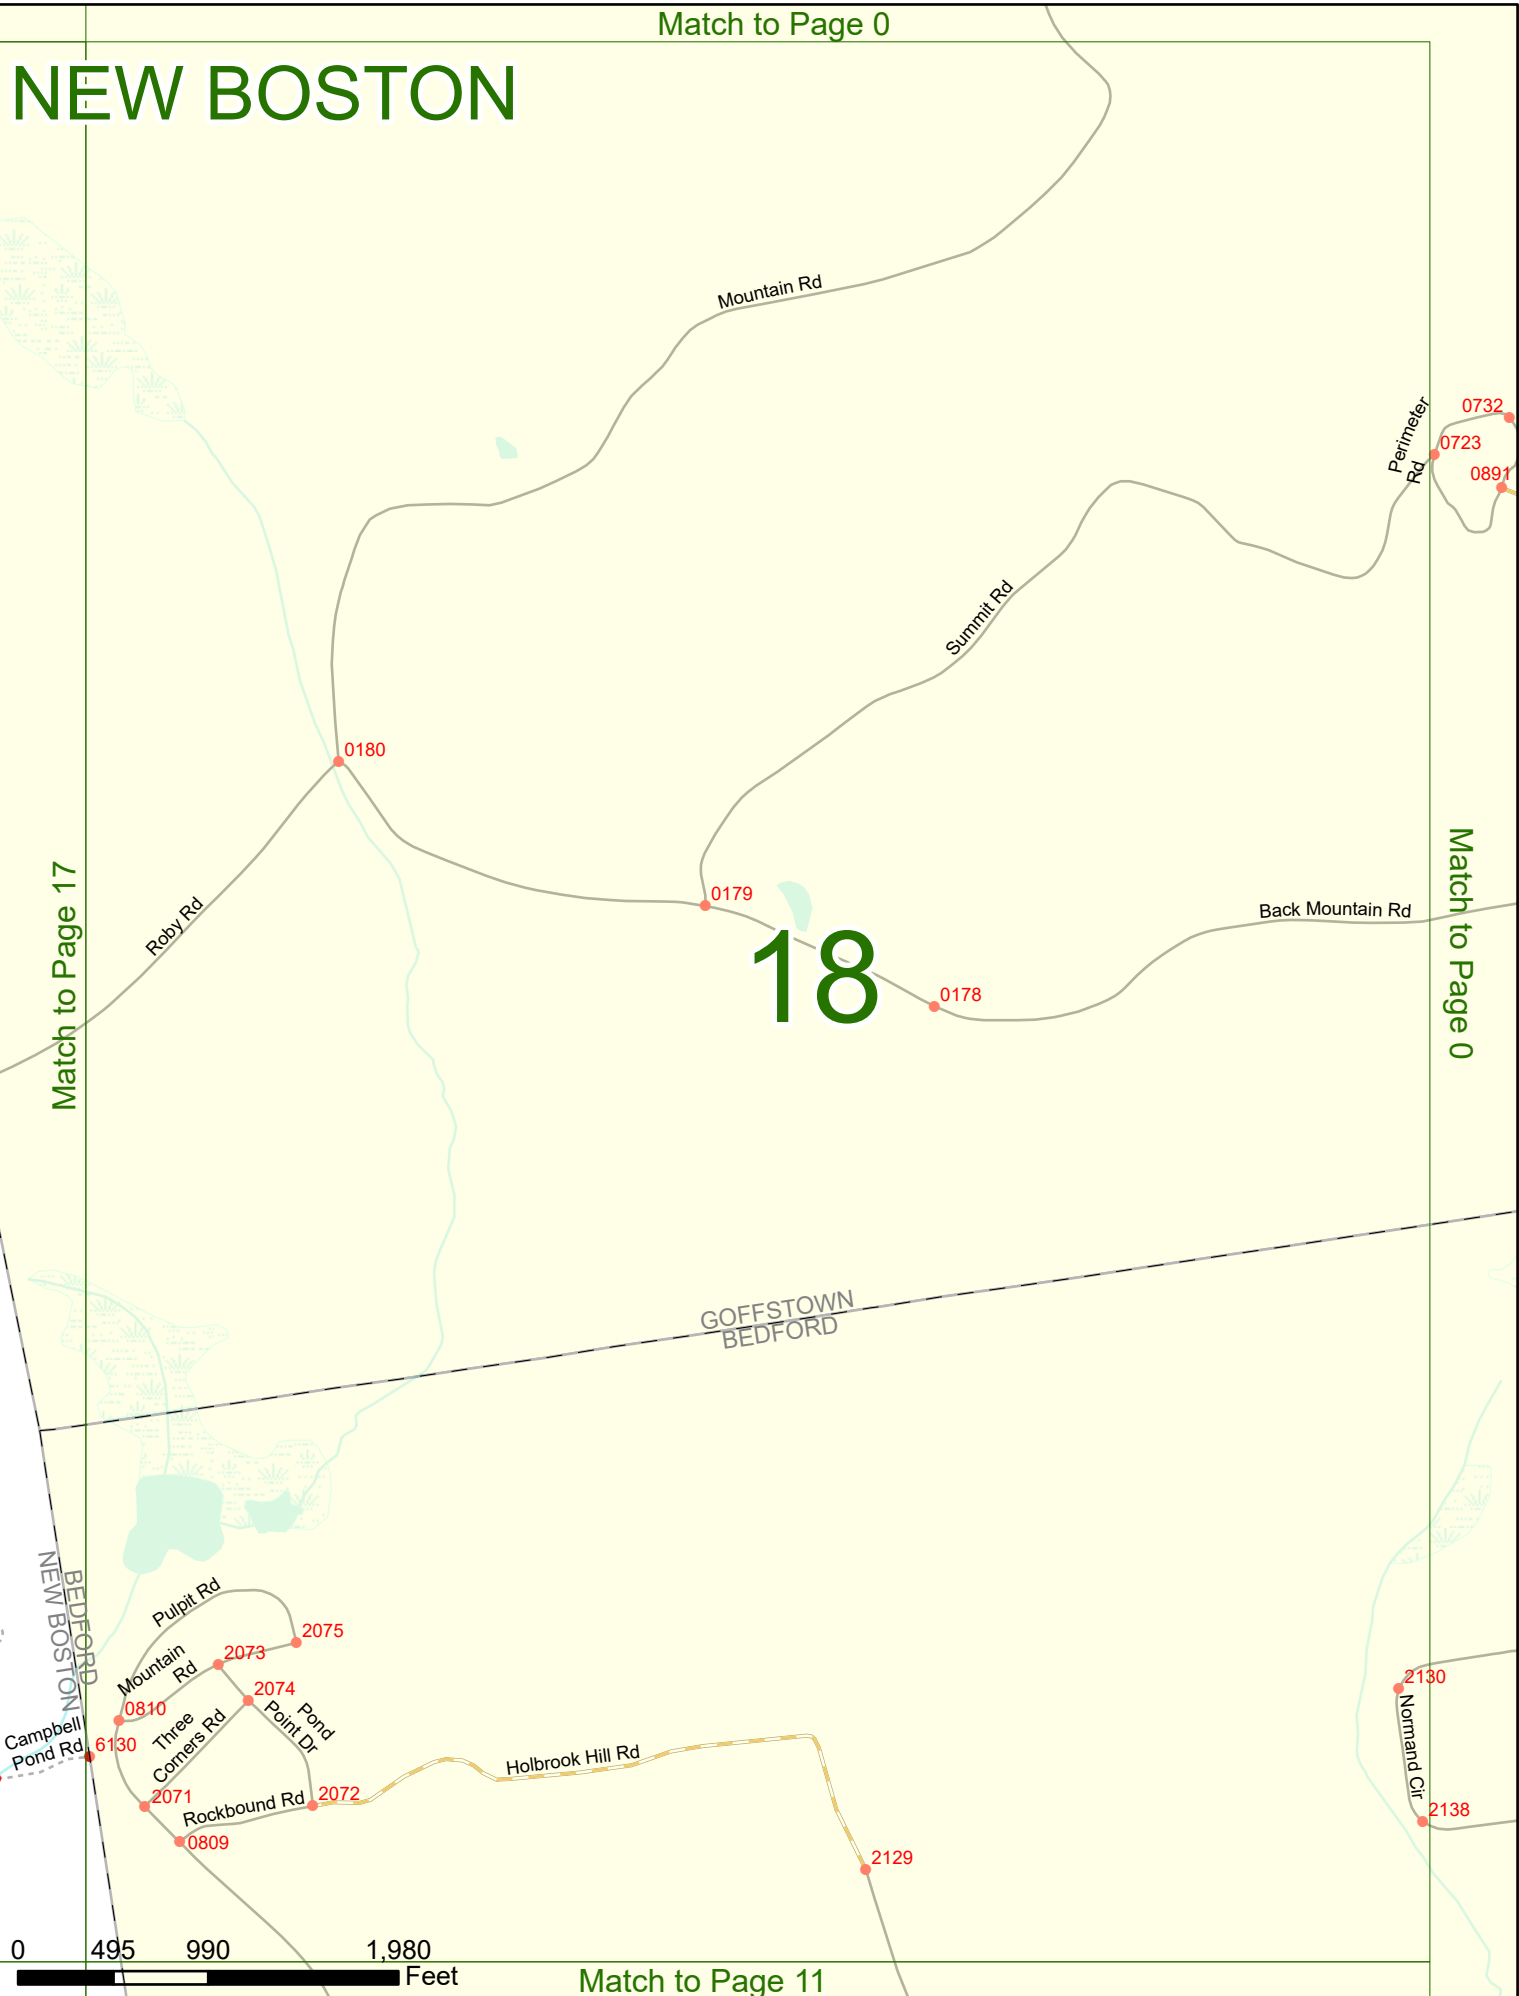 Match to Page 0
NEW BOSTON
Mountain Rd
Perimeter
Rd
0732
0723
0891
Summit Rd
0180
Match to Page 17
Roby Rd
0179
Back Mountain Rd
Match to Page 0
18
0178
GOFFSTOWN
BEDFORD
BEDFORD
NEW BOSTON
Pulpit Rd
2075
Mountain
Rd
2073
2074
0810
Three
Corners Rd
Pond
Point Dr
Campbell
Pond Rd
6130
2130
Normand Cir
Holbrook Hill Rd
2071
Rockbound Rd
2072
0809
2138
2129
0 495 990 1,980
Feet
Match to Page 11